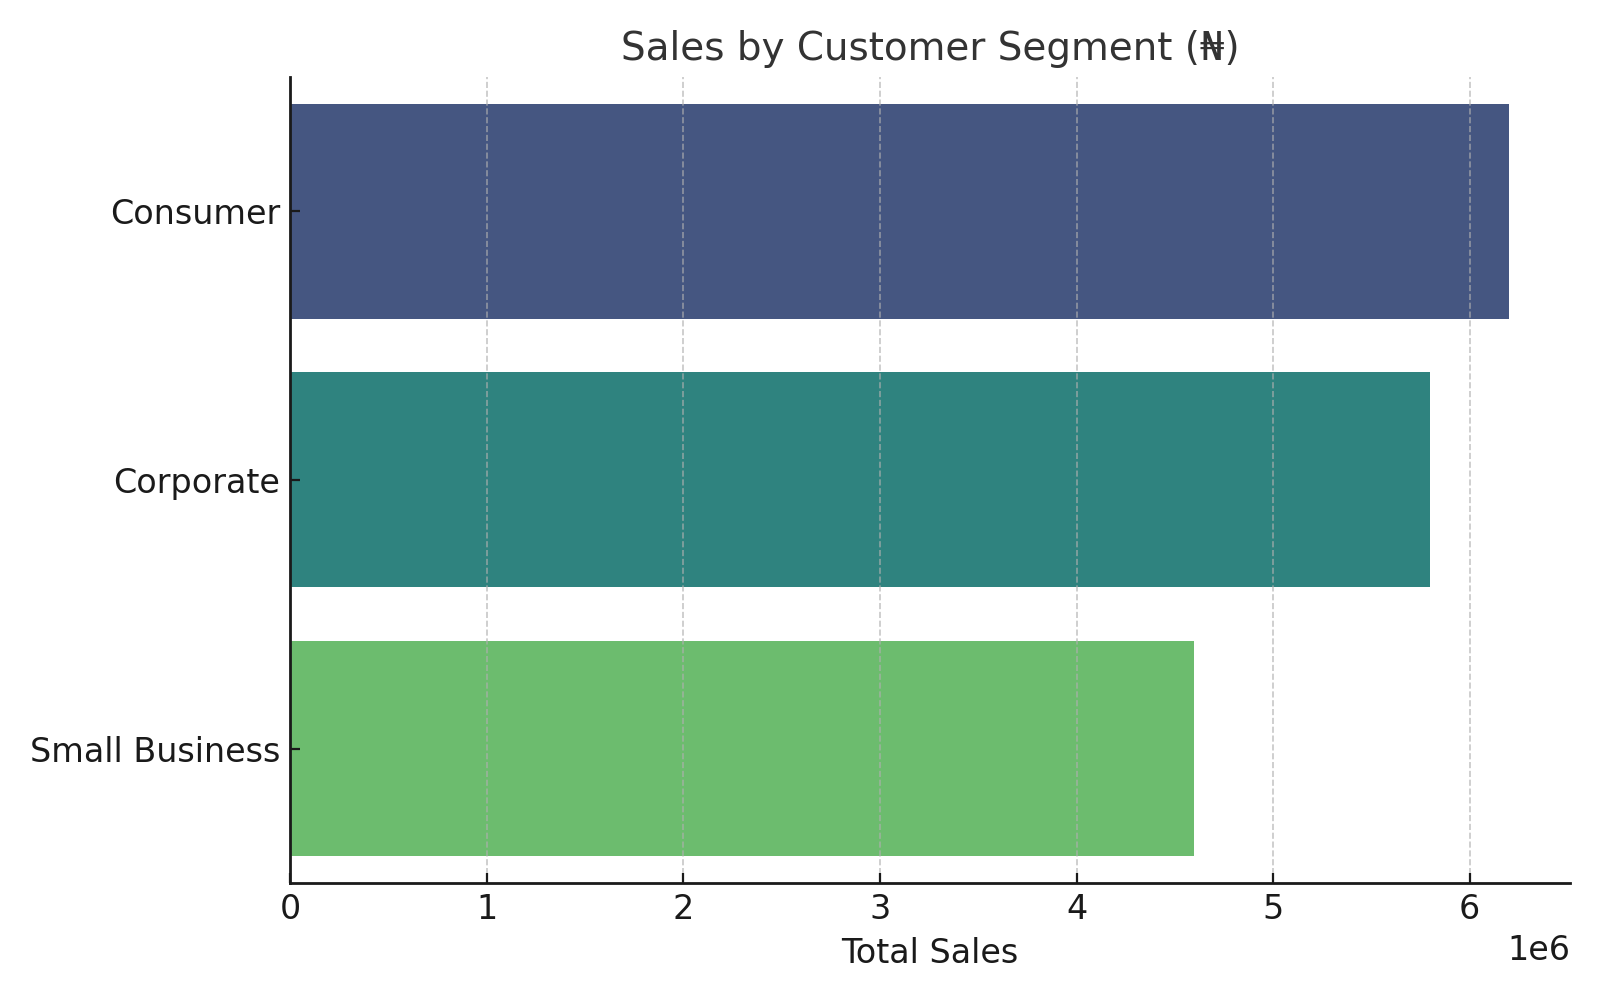 Sales by Customer Segment (₦)
Consumer
Corporate
Small Business
0 1 2 3 4 5 6
1e6
Total Sales